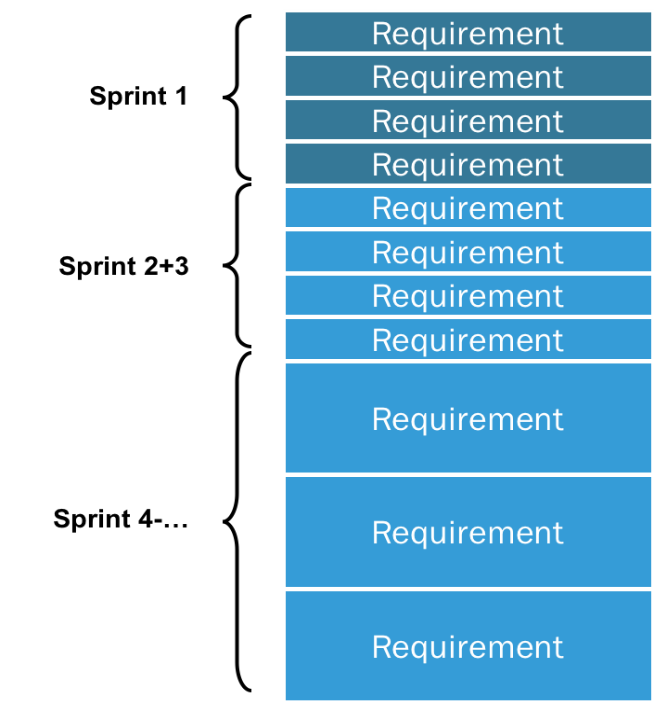 Requirement
Sprint 1
Requirement
Requirement
Requirement
Requirement
Sprint 2+3
Requirement
Requirement
Requirement
Requirement
Sprint 4-...
Requirement
Requirement